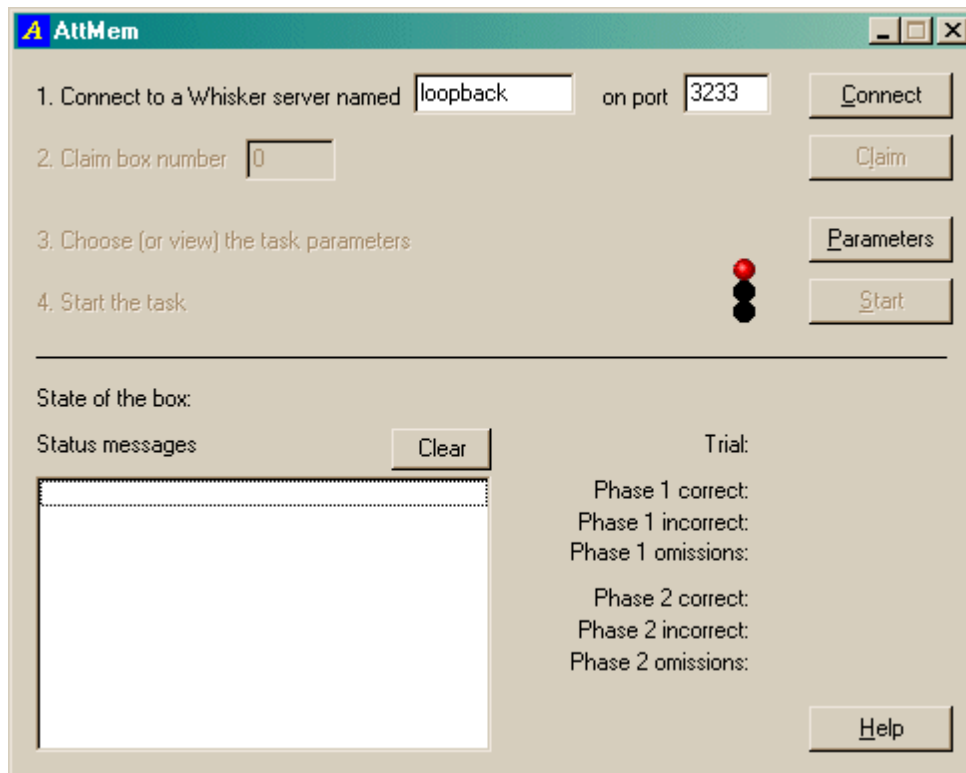 A AttMem
1. Connect to a Whisker server named loopback on port 3233 Connect
2. Claim box number 0 Claim
3. Choose (or view) the task parameters Parameters
4. Start the task Start
State of the box:
Status messages Clear Trial:
Phase 1 correct:
Phase 1 incorrect:
Phase 1 omissions:
Phase 2 correct:
Phase 2 incorrect:
Phase 2 omissions:
Help